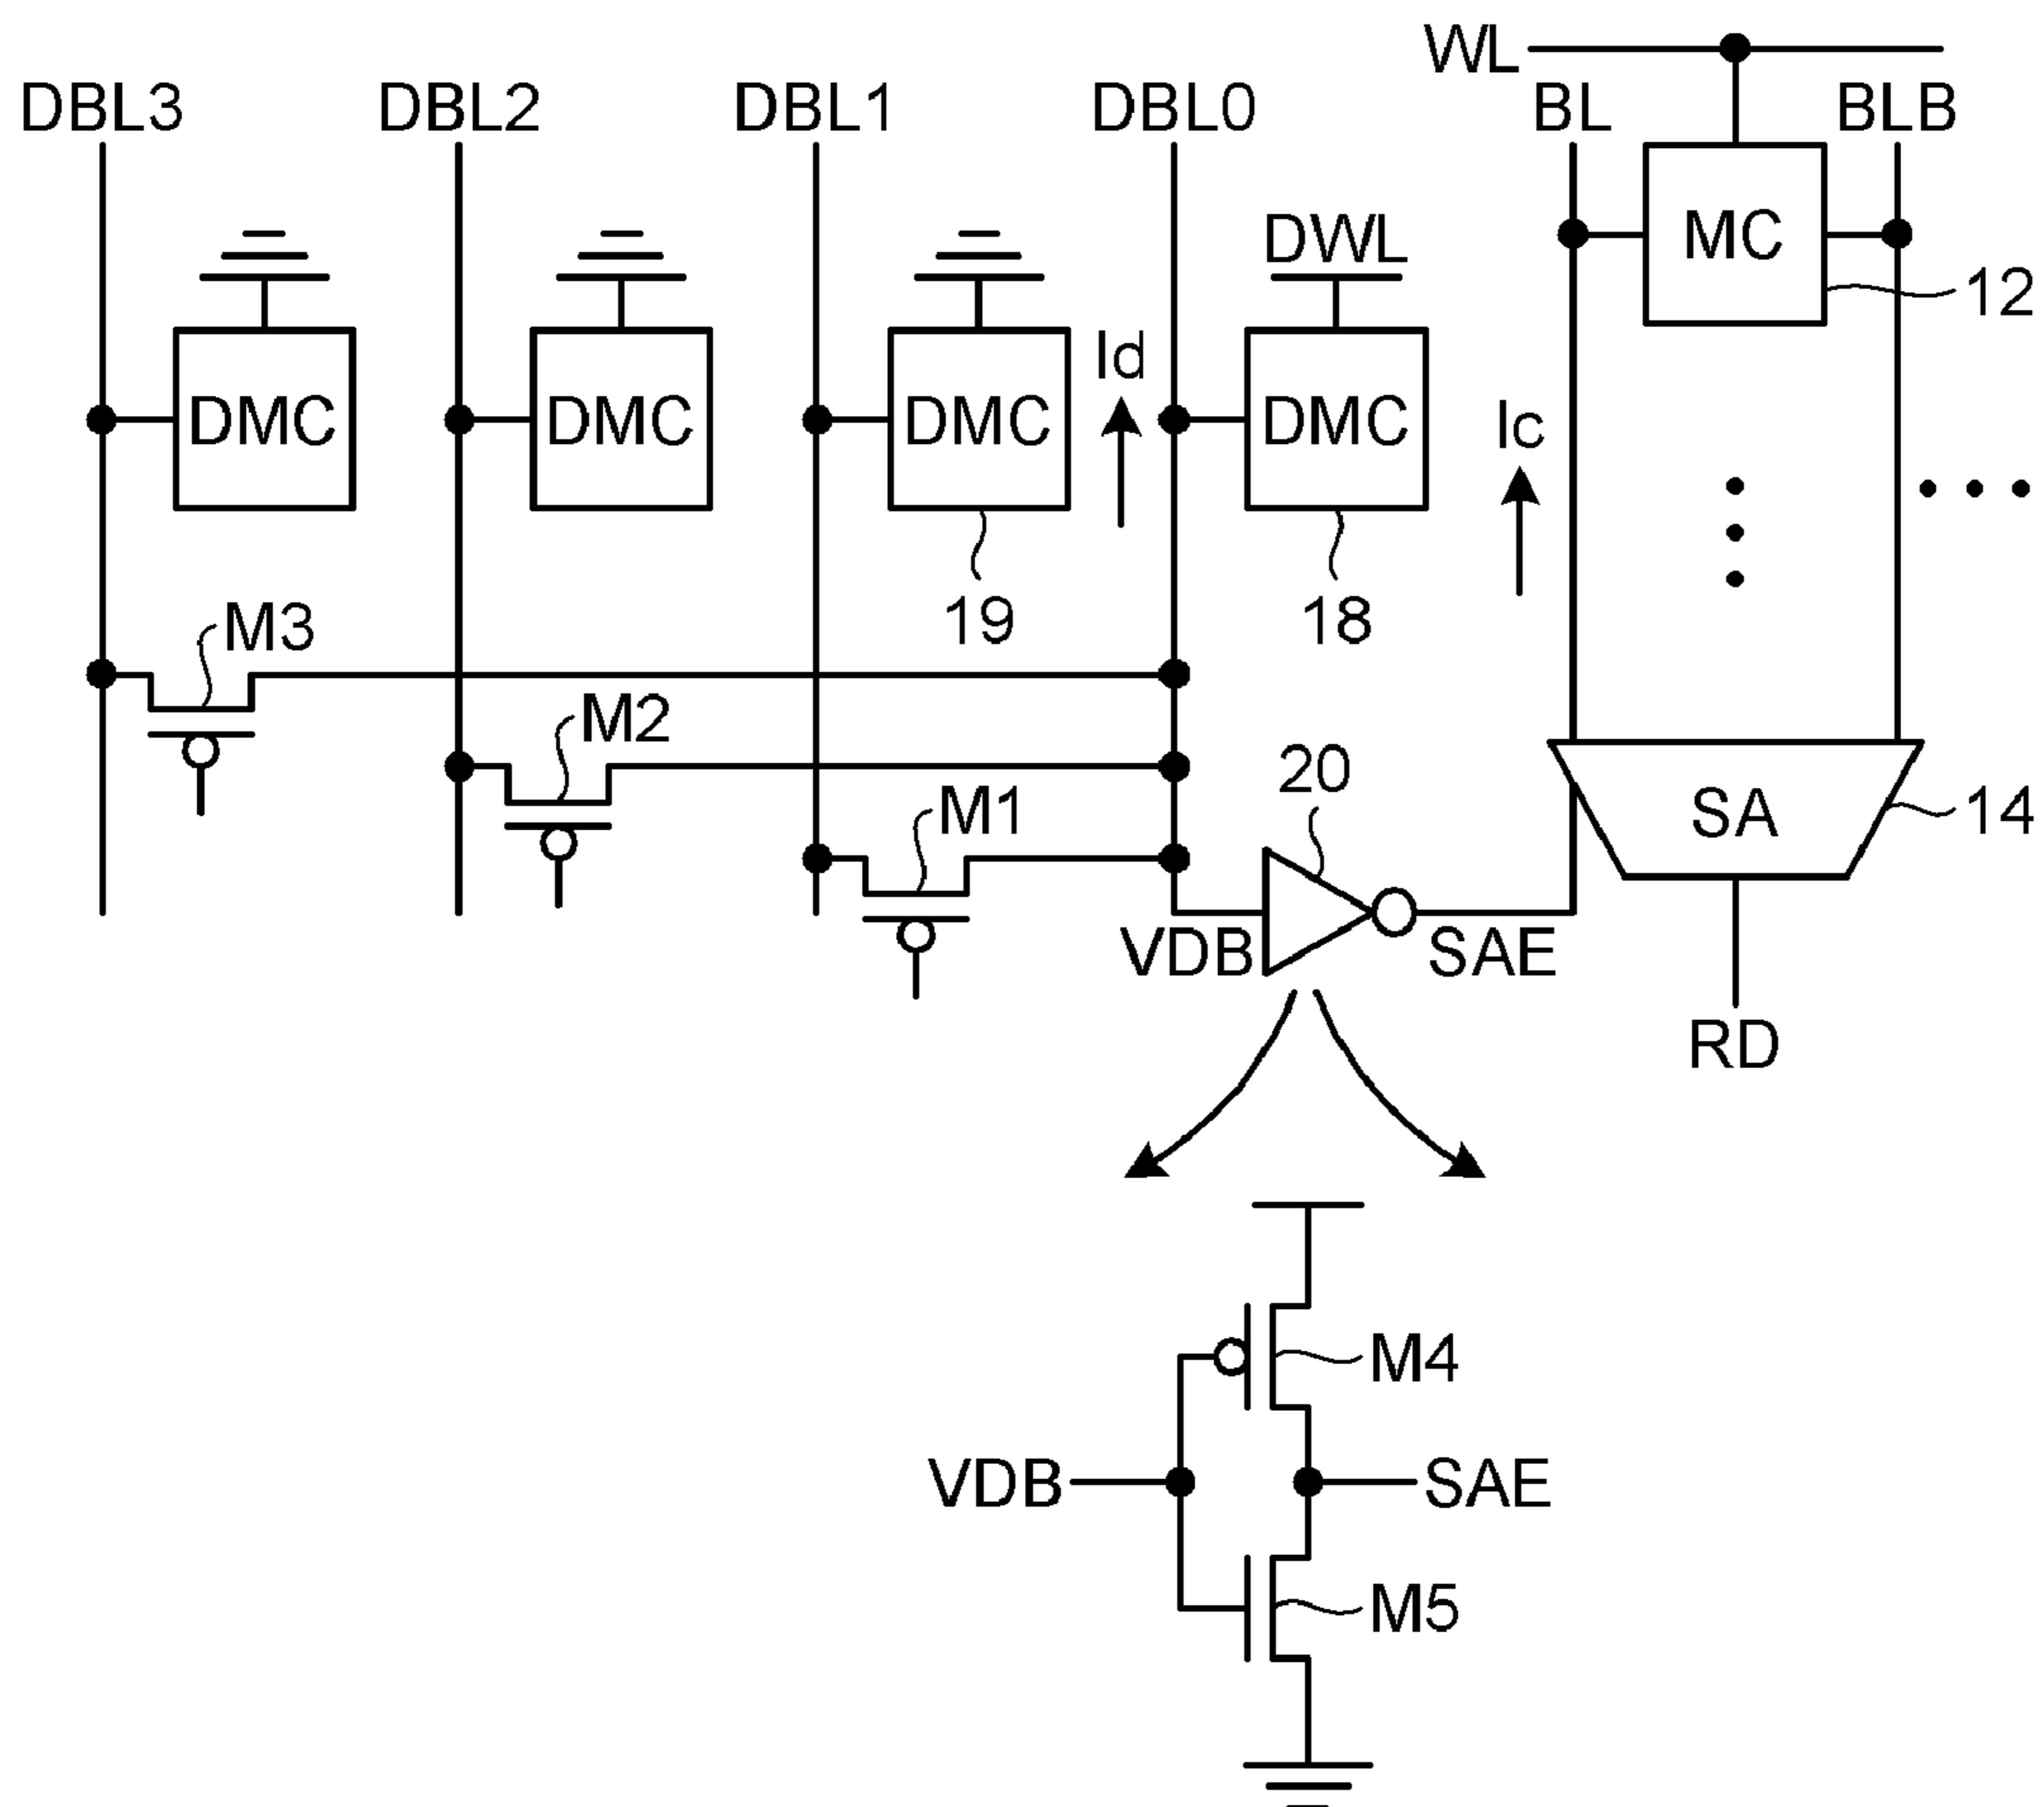 WL
DBL3 DBL2 DBL1 DBL0 BL BLB
DWL MC
12
Id
DMC DMC DMC DMC Ic
19 18
M3
M2
20
M1 SA 14
VDB SAE
RD
M4
VDB SAE
M5